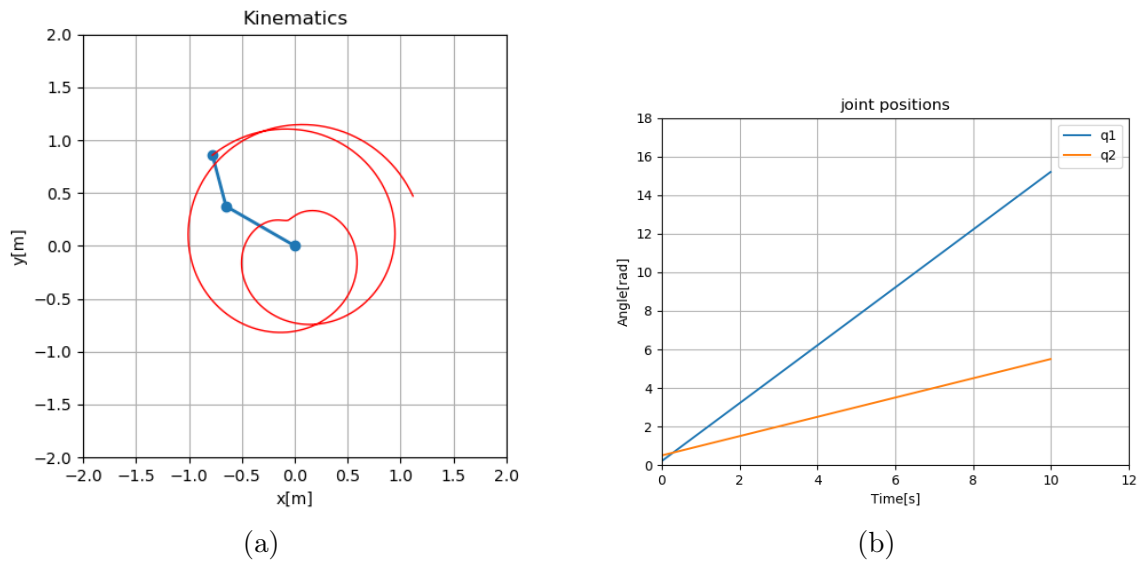 Kinematics
2.0
1.5
1.0
0.5
0.0
−0.5
−1.0
−1.5
−2.0
y[m]
−2.0 −1.5 −1.0 −0.5 0.0 0.5 1.0 1.5 2.0
x[m]
(a)
joint positions
18
16
14
12
10
8
6
4
2
0
Angle[rad]
q1
q2
0 2 4 6 8 10 12
Time[s]
(b)